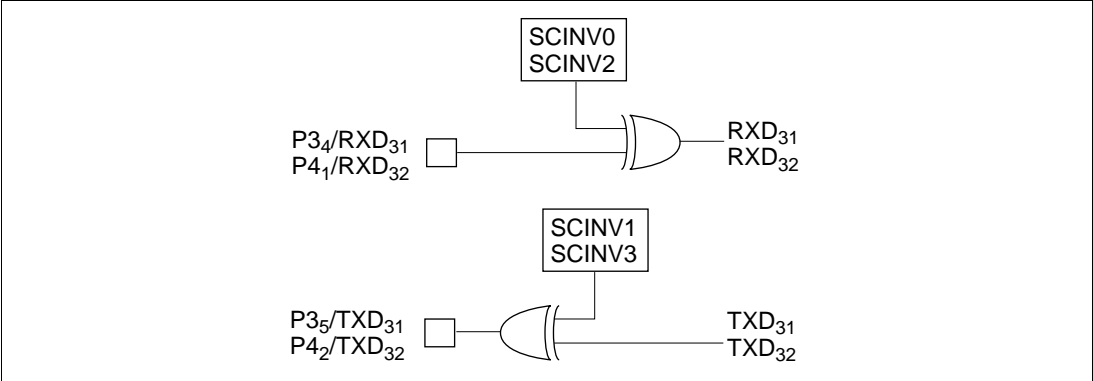 SCINV0
SCINV2
P3₄/RXD₃₁
P4₁/RXD₃₂
RXD₃₁
RXD₃₂
SCINV1
SCINV3
P3₅/TXD₃₁
P4₂/TXD₃₂
TXD₃₁
TXD₃₂